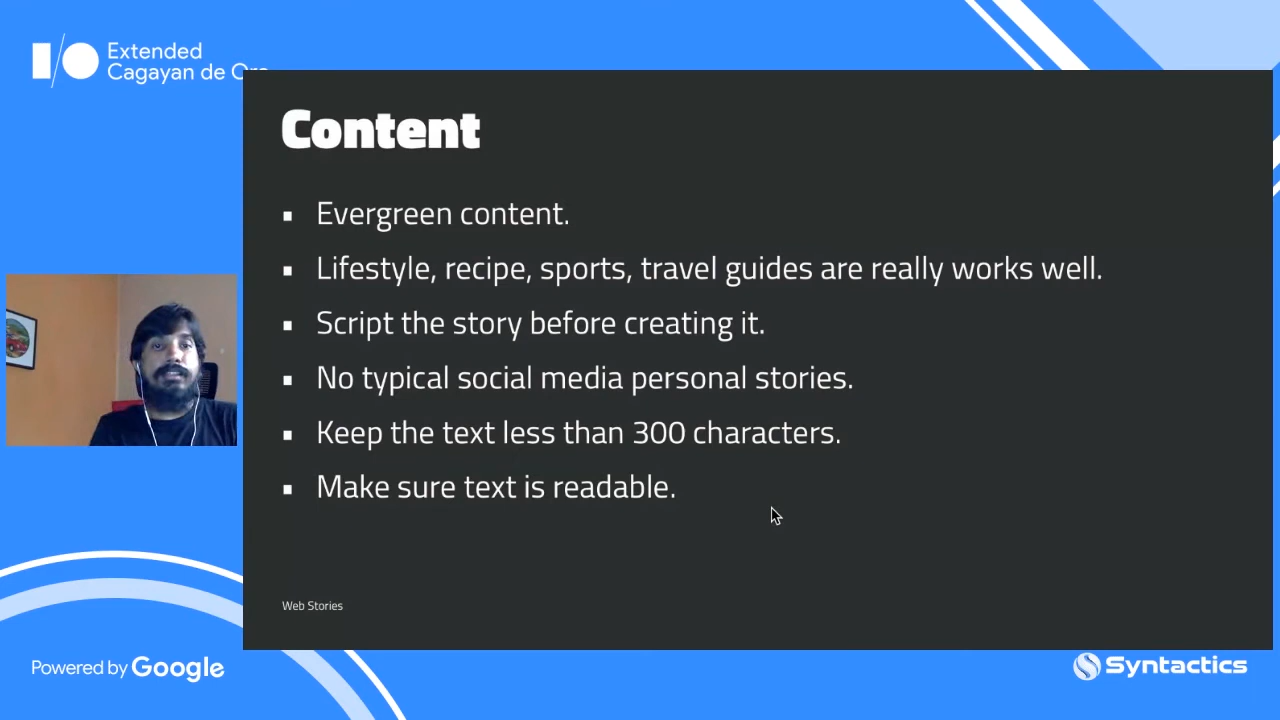 Extended
Cagayan de Oro
Content
Evergreen content.
Lifestyle, recipe, sports, travel guides are really works well.
Script the story before creating it.
No typical social media personal stories.
Keep the text less than 300 characters.
Make sure text is readable.
Web Stories
Powered by Google
Syntactics